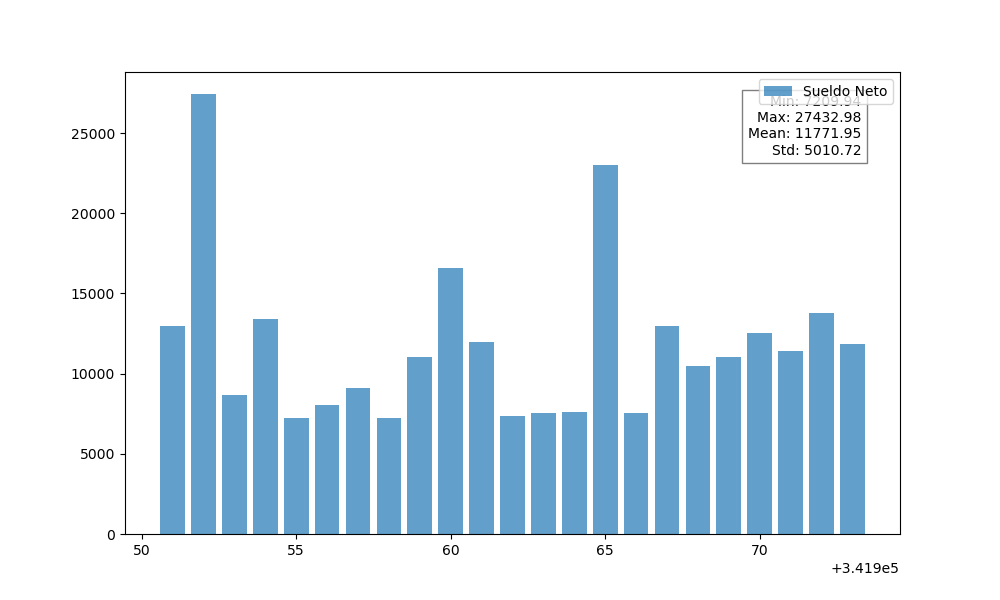 Sueldo Neto
Min: 7209.94
Max: 27432.98
Mean: 11771.95
Std: 5010.72
25000
20000
15000
10000
5000
0
50 55 60 65 70
+3.419e5